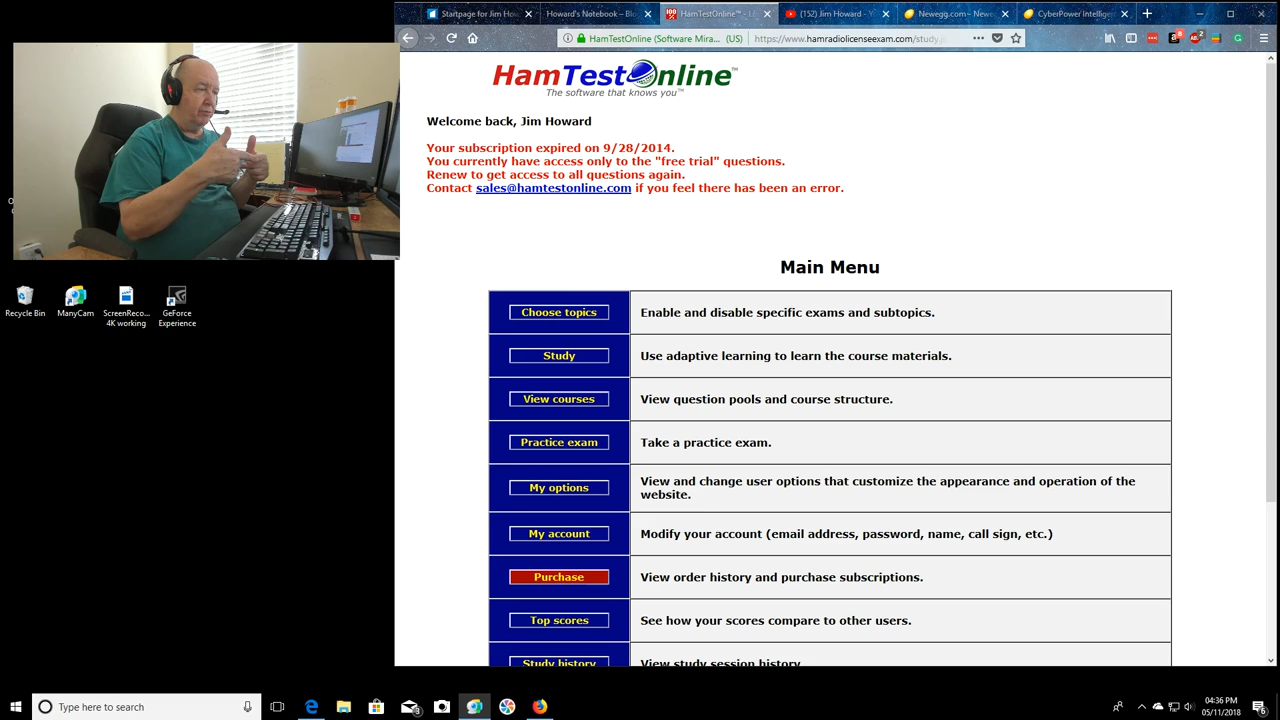 Startpage for Jim How
Howard's Notebook – Blo
HamTestOnline™ - L
(152) Jim Howard - Y
Newegg.com - Newe
CyberPower Intellige
HamTestOnline (Software Mira... (US)
https://www.hamradiolicenseexam.com/study.
HamTestOnline™
The software that knows you™
Welcome back, Jim Howard
Your subscription expired on 9/28/2014.
You currently have access only to the "free trial" questions.
Renew to get access to all questions again.
Contact sales@hamtestonline.com if you feel there has been an error.
Main Menu
Choose topics Enable and disable specific exams and subtopics.
Study Use adaptive learning to learn the course materials.
View courses View question pools and course structure.
Practice exam Take a practice exam.
My options View and change user options that customize the appearance and operation of the
website.
My account Modify your account (email address, password, name, call sign, etc.)
Purchase View order history and purchase subscriptions.
Top scores See how your scores compare to other users.
Study history View study session history.
Recycle Bin
ManyCam
ScreenReco...
4K working
GeForce
Experience
Type here to search
04:36 PM
05/11/2018